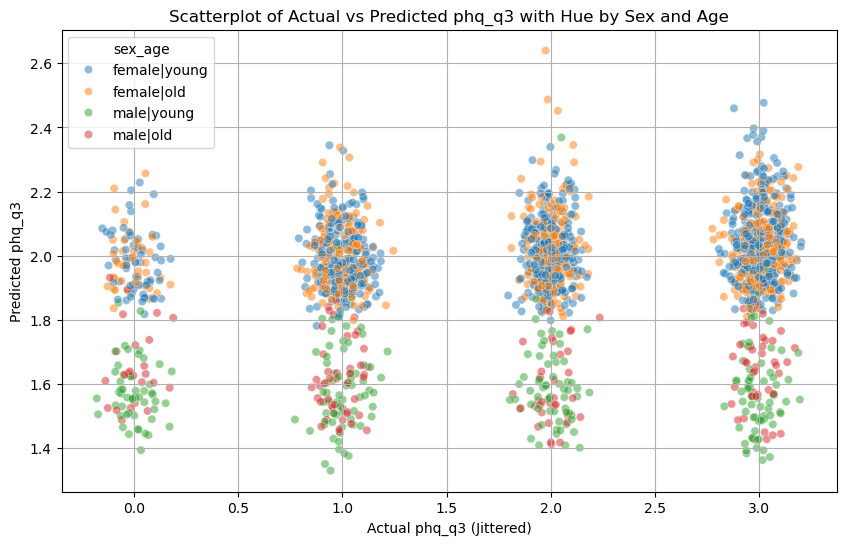 Scatterplot of Actual vs Predicted phq_q3 with Hue by Sex and Age
sex_age
female|young
female|old
male|young
male|old
2.6
2.4
2.2
2.0
1.8
1.6
1.4
Predicted phq_q3
0.0
0.5
1.0
1.5
2.0
2.5
3.0
Actual phq_q3 (Jittered)